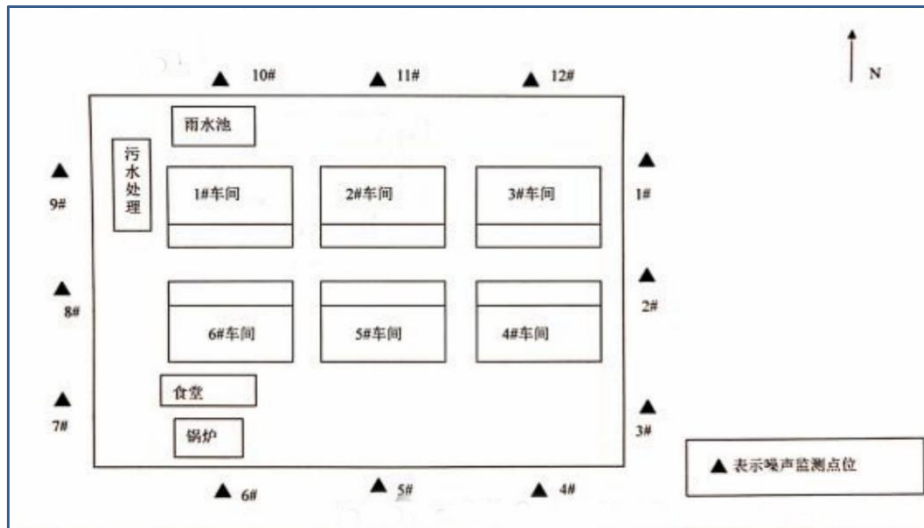 10#
11#
12#
N
雨水池
污水处理
1#车间
2#车间
3#车间
1#
9#
2#
8#
6#车间
5#车间
4#车间
食堂
7#
锅炉
3#
表示噪声监测点位
6#
5#
4#